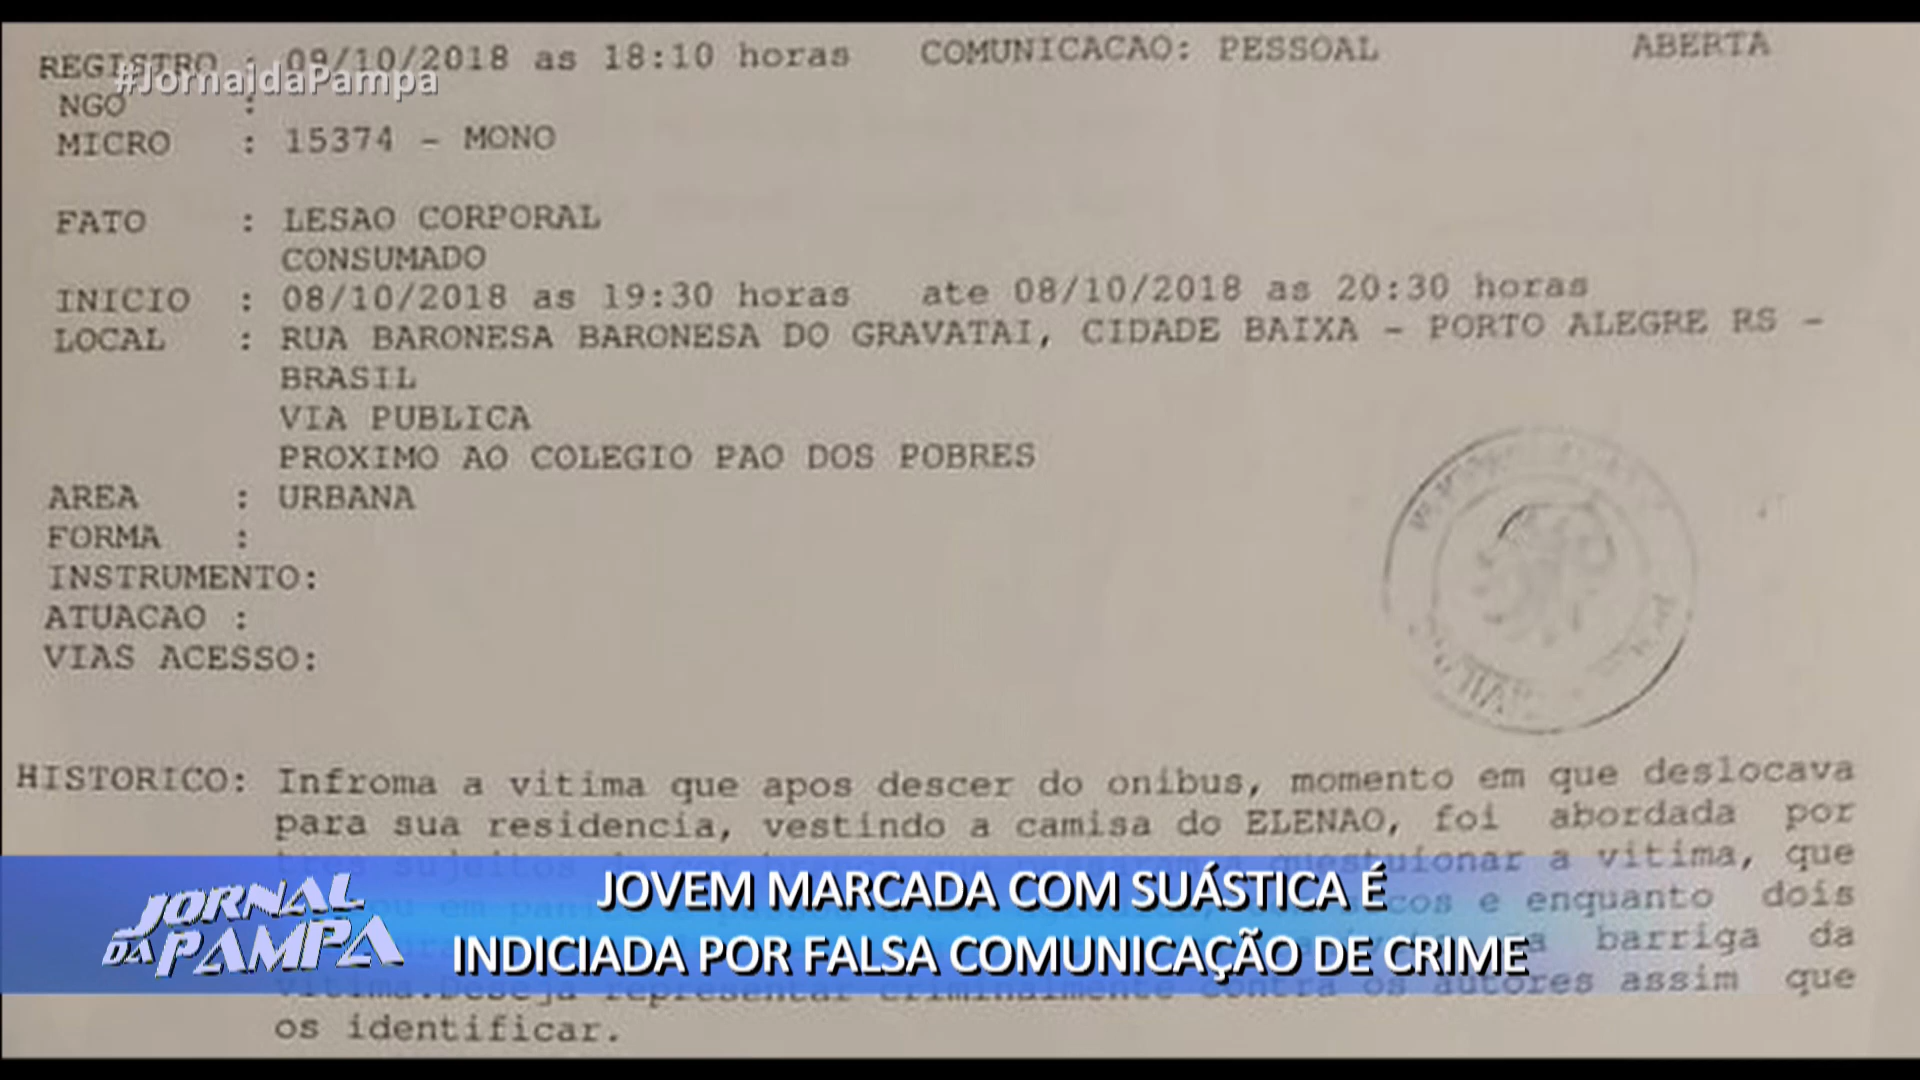 REGISTRO : 09/10/2018 as 18:10 horas COMUNICACAO: PESSOAL ABERTA
#JornaldaPampa
NGO :
MICRO : 15374 - MONO
FATO : LESAO CORPORAL
CONSUMADO
INICIO : 08/10/2018 as 19:30 horas ate 08/10/2018 as 20:30 horas
LOCAL : RUA BARONESA BARONESA DO GRAVATAI, CIDADE BAIXA - PORTO ALEGRE RS -
BRASIL
VIA PUBLICA
PROXIMO AO COLEGIO PAO DOS POBRES
AREA : URBANA
FORMA :
INSTRUMENTO:
ATUACAO :
VIAS ACESSO:
HISTORICO: Infroma a vitima que apos descer do onibus, momento em que deslocava
para sua residencia, vestindo a camisa do ELENAO, foi abordada por
tres sujeitos de cor branca que questuionar a vitima, que
e enquanto dois
barriga da
vitima.Deseja representar criminalmente contra os autores assim que
os identificar.
JORNAL
DA PAMPA
JOVEM MARCADA COM SUÁSTICA É
INDICIADA POR FALSA COMUNICAÇÃO DE CRIME